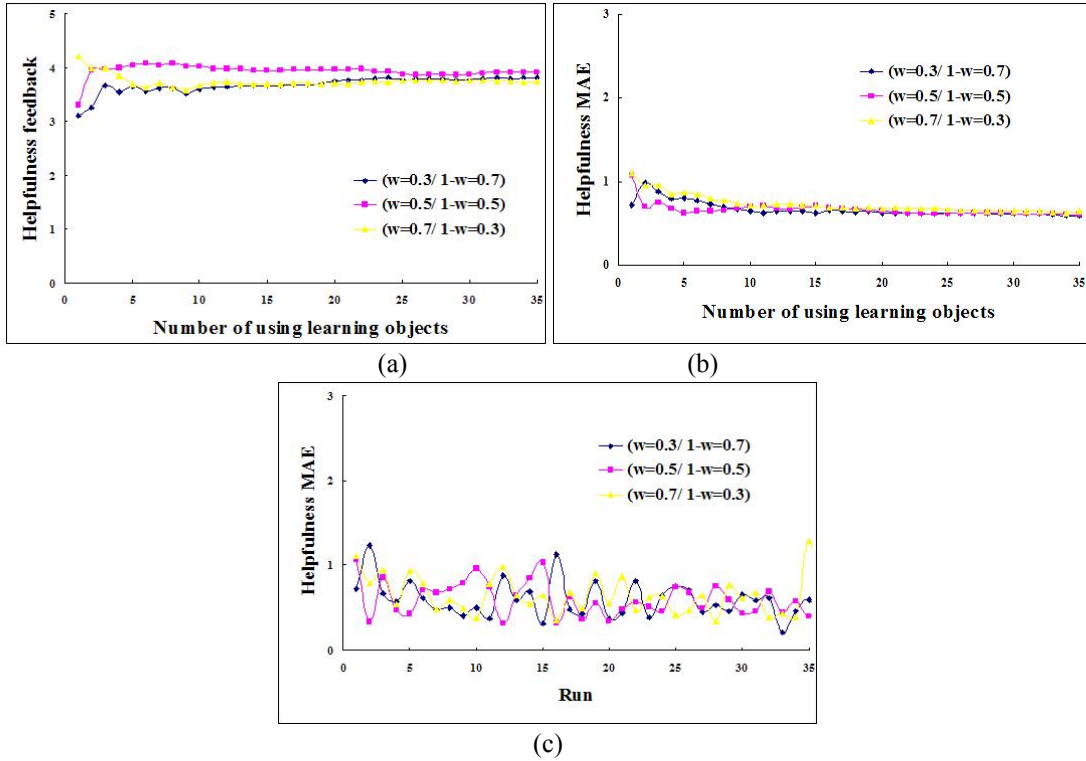 5
4
3
2
1
0
Helpfulness feedback
(w=0.3/ 1-w=0.7)
(w=0.5/ 1-w=0.5)
(w=0.7/ 1-w=0.3)
0 5 10 15 20 25 30 35
Number of using learning objects
(a)
3
2
1
0
Helpfulness MAE
(w=0.3/ 1-w=0.7)
(w=0.5/ 1-w=0.5)
(w=0.7/ 1-w=0.3)
0 5 10 15 20 25 30 35
Number of using learning objects
(b)
3
2
1
0
Helpfulness MAE
(w=0.3/ 1-w=0.7)
(w=0.5/ 1-w=0.5)
(w=0.7/ 1-w=0.3)
0 5 10 15 20 25 30 35
Run
(c)